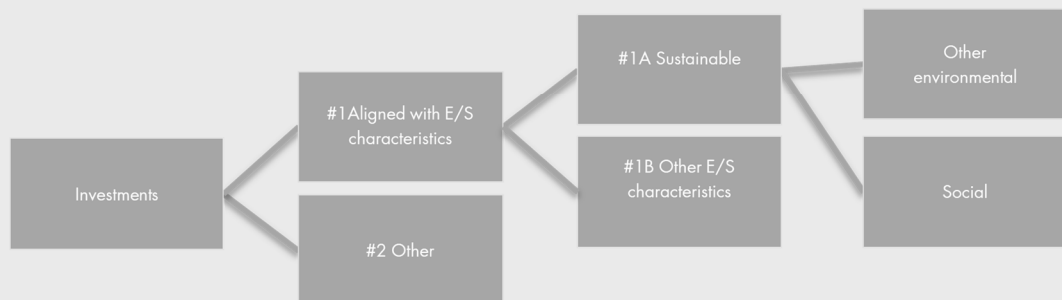 Investments
#1Aligned with E/S
characteristics
#2 Other
#1A Sustainable
#1B Other E/S
characteristics
Other
environmental
Social